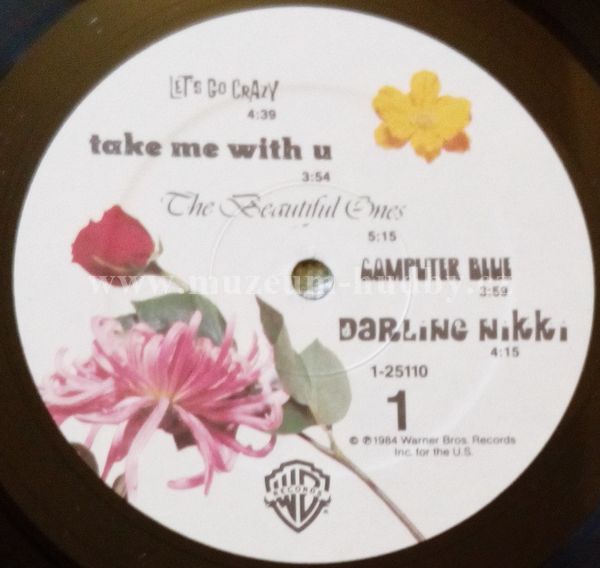 LET'S GO CRAZY
4:39
take me with u
3:54
The Beautiful Ones
5:15
COMPUTER BLUE
3:59
DARLING NIKKI
4:15
1-25110
1
© ℗1984 Warner Bros. Records
Inc. for the U.S.
WB
RECORDS
®
www.muzeum-hudby.cz